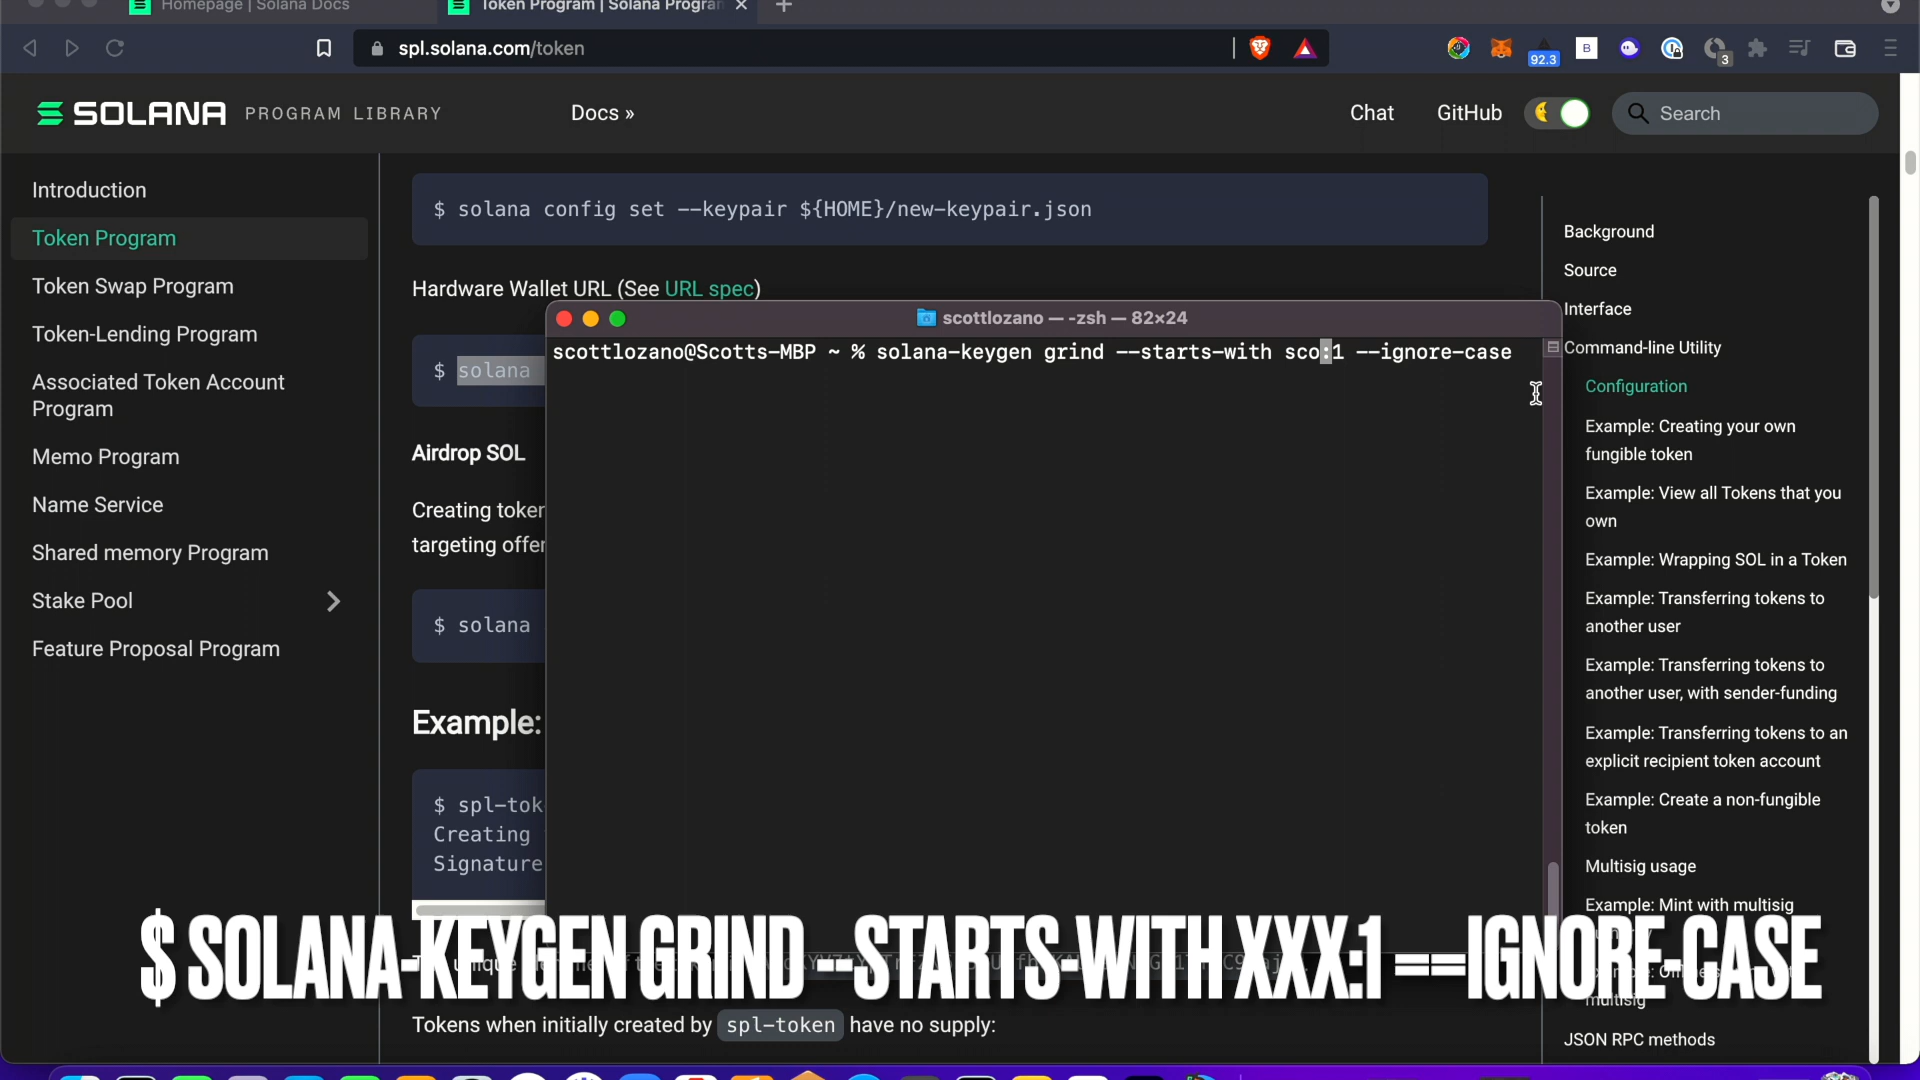 Homepage | Solana Docs
Token Program | Solana Program
spl.solana.com/token
92.3
B
3
SOLANA PROGRAM LIBRARY
Docs »
Chat
GitHub
Search
Introduction
Token Program
Token Swap Program
Token-Lending Program
Associated Token Account
Program
Memo Program
Name Service
Shared memory Program
Stake Pool
Feature Proposal Program
$ solana config set --keypair ${HOME}/new-keypair.json
Hardware Wallet URL (See URL spec)
$ solana
Airdrop SOL
Creating token
targeting offer
$ solana
Example:
$ spl-tok
Creating
Signature
Tokens when initially created by spl-token have no supply:
scottlozano — -zsh — 82×24
scottlozano@Scotts-MBP ~ % solana-keygen grind --starts-with sco:1 --ignore-case
Background
Source
Interface
Command-line Utility
Configuration
Example: Creating your own
fungible token
Example: View all Tokens that you
own
Example: Wrapping SOL in a Token
Example: Transferring tokens to
another user
Example: Transferring tokens to
another user, with sender-funding
Example: Transferring tokens to an
explicit recipient token account
Example: Create a non-fungible
token
Multisig usage
Example: Mint with multisig
multisig
JSON RPC methods
$ SOLANA-KEYGEN GRIND --STARTS-WITH XXX:1 ==IGNORE-CASE